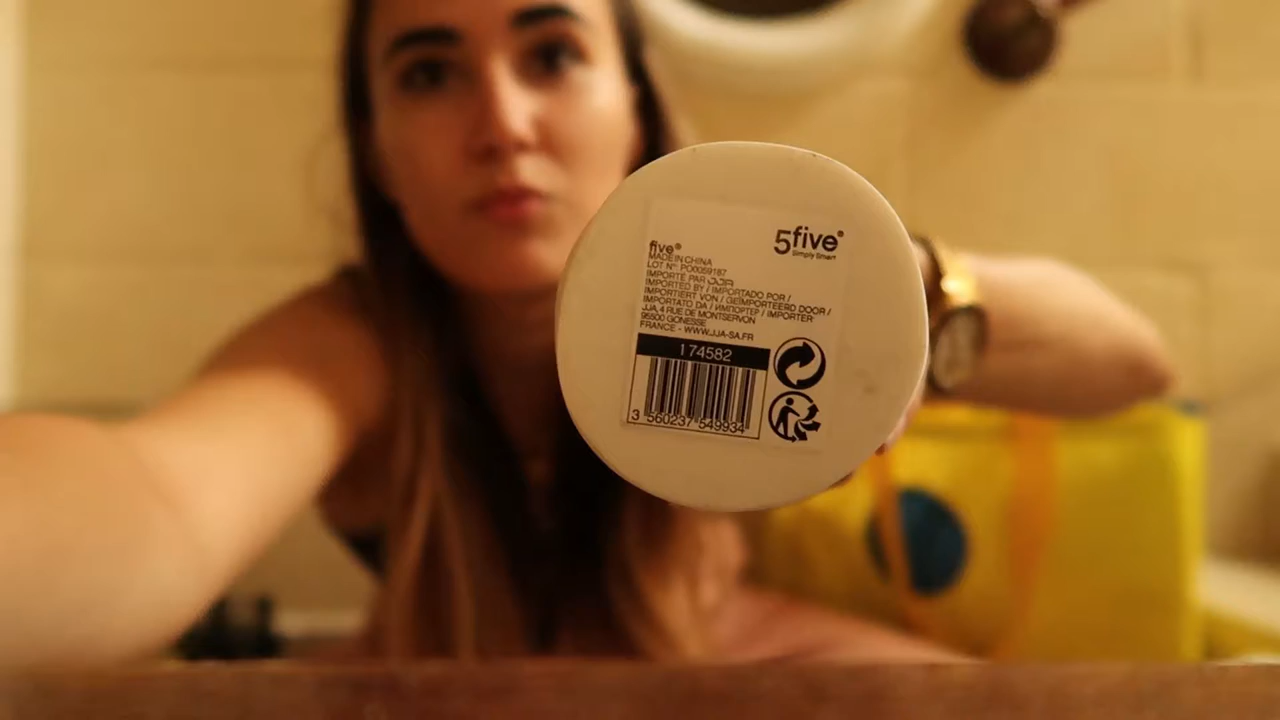 5five®
Simply Smart
five®
MADE IN CHINA
LOT N°: PO0059187
IMPORTÉ PAR JJA
IMPORTED BY / IMPORTADO POR /
IMPORTIERT VON / GEÏMPORTEERD DOOR /
IMPORTATO DA / ИМПОРТЕР / IMPORTER
JJA, 4 RUE DE MONTSERVON
95500 GONESSE
FRANCE - WWW.JJA-SA.FR
174582
3 560237 549934